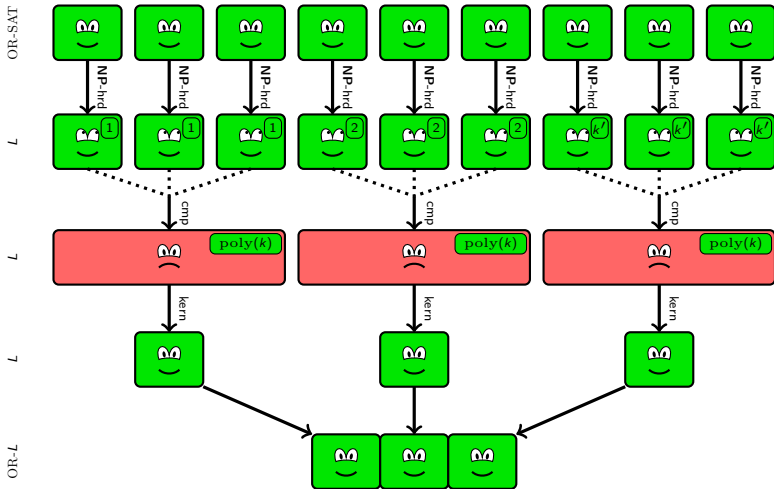 OR-SAT
NP-hrd NP-hrd NP-hrd NP-hrd NP-hrd NP-hrd NP-hrd NP-hrd NP-hrd
L
1 1 1 2 2 2 k′ k′ k′
cmp cmp cmp
L
poly(k) poly(k) poly(k)
kern kern kern
L
OR-L